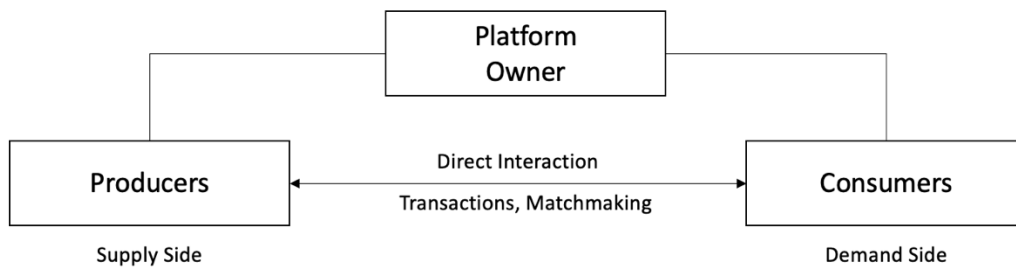 Platform
Owner
Producers
Direct Interaction
Transactions, Matchmaking
Consumers
Supply Side
Demand Side